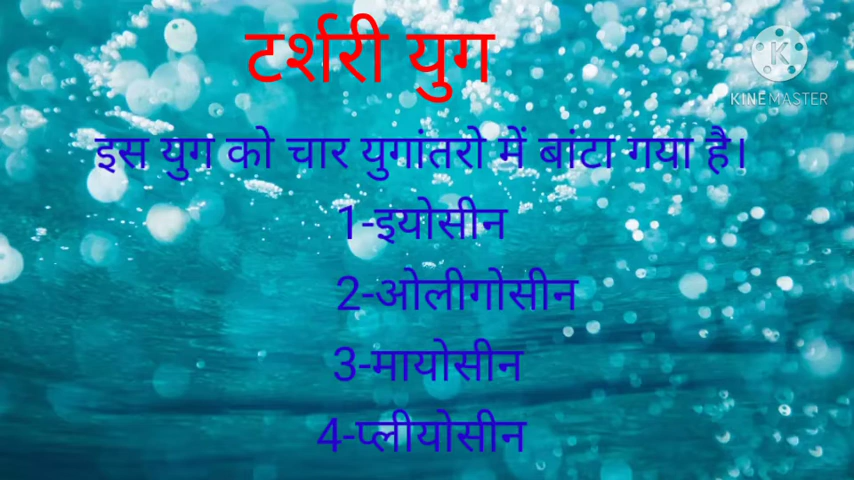 टर्शरी युग
KINEMASTER
इस युग को चार युगांतरो में बांटा गया है।
1-इयोसीन
2-ओलीगोसीन
3-मायोसीन
4-प्लीयोसीन